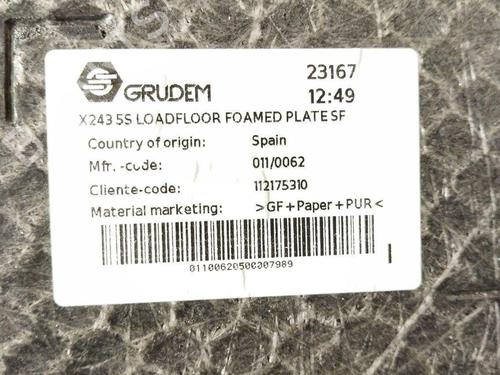 GRUDEM
23167
12:49
X243 5S LOADFLOOR FOAMED PLATE SF
Country of origin: Spain
Mfr. -code: 011/0062
Cliente-code: 112175310
Material marketing: >GF+Paper+PUR<
01100620500007989